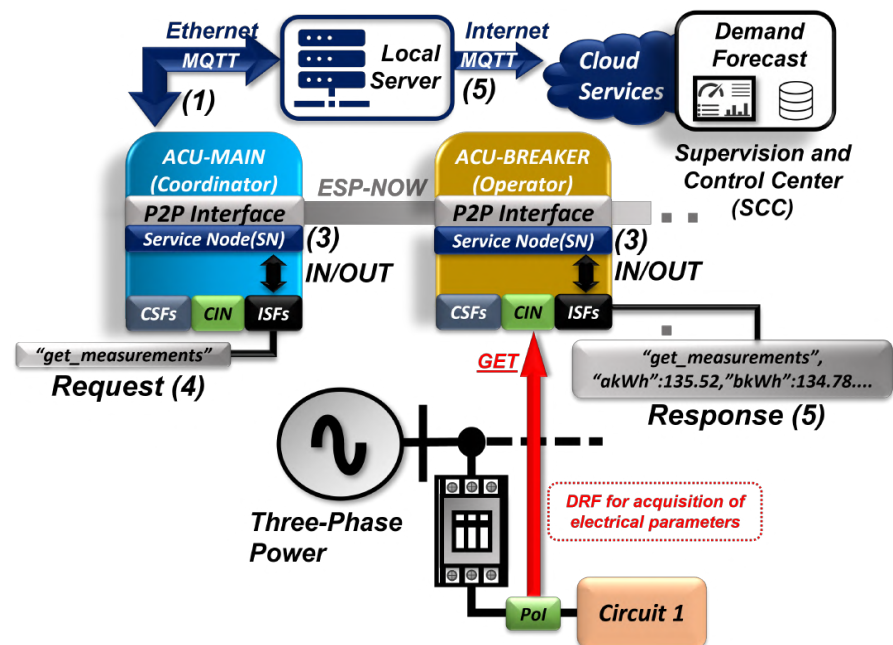 Ethernet
MQTT
(1)
Local
Server
Internet
MQTT
(5)
Cloud
Services
Demand
Forecast
Supervision and
Control Center
(SCC)
ACU-MAIN
(Coordinator)
P2P Interface
Service Node(SN)
(3)
IN/OUT
CSFs
CIN
ISFs
ESP-NOW
ACU-BREAKER
(Operator)
P2P Interface
Service Node(SN)
(3)
IN/OUT
CSFs
CIN
ISFs
“get_measurements”
Request (4)
GET
“get_measurements”,
“akWh”:135.52,”bkWh”:134.78....
Response (5)
Three-Phase
Power
DRF for acquisition of
electrical parameters
PoI
Circuit 1